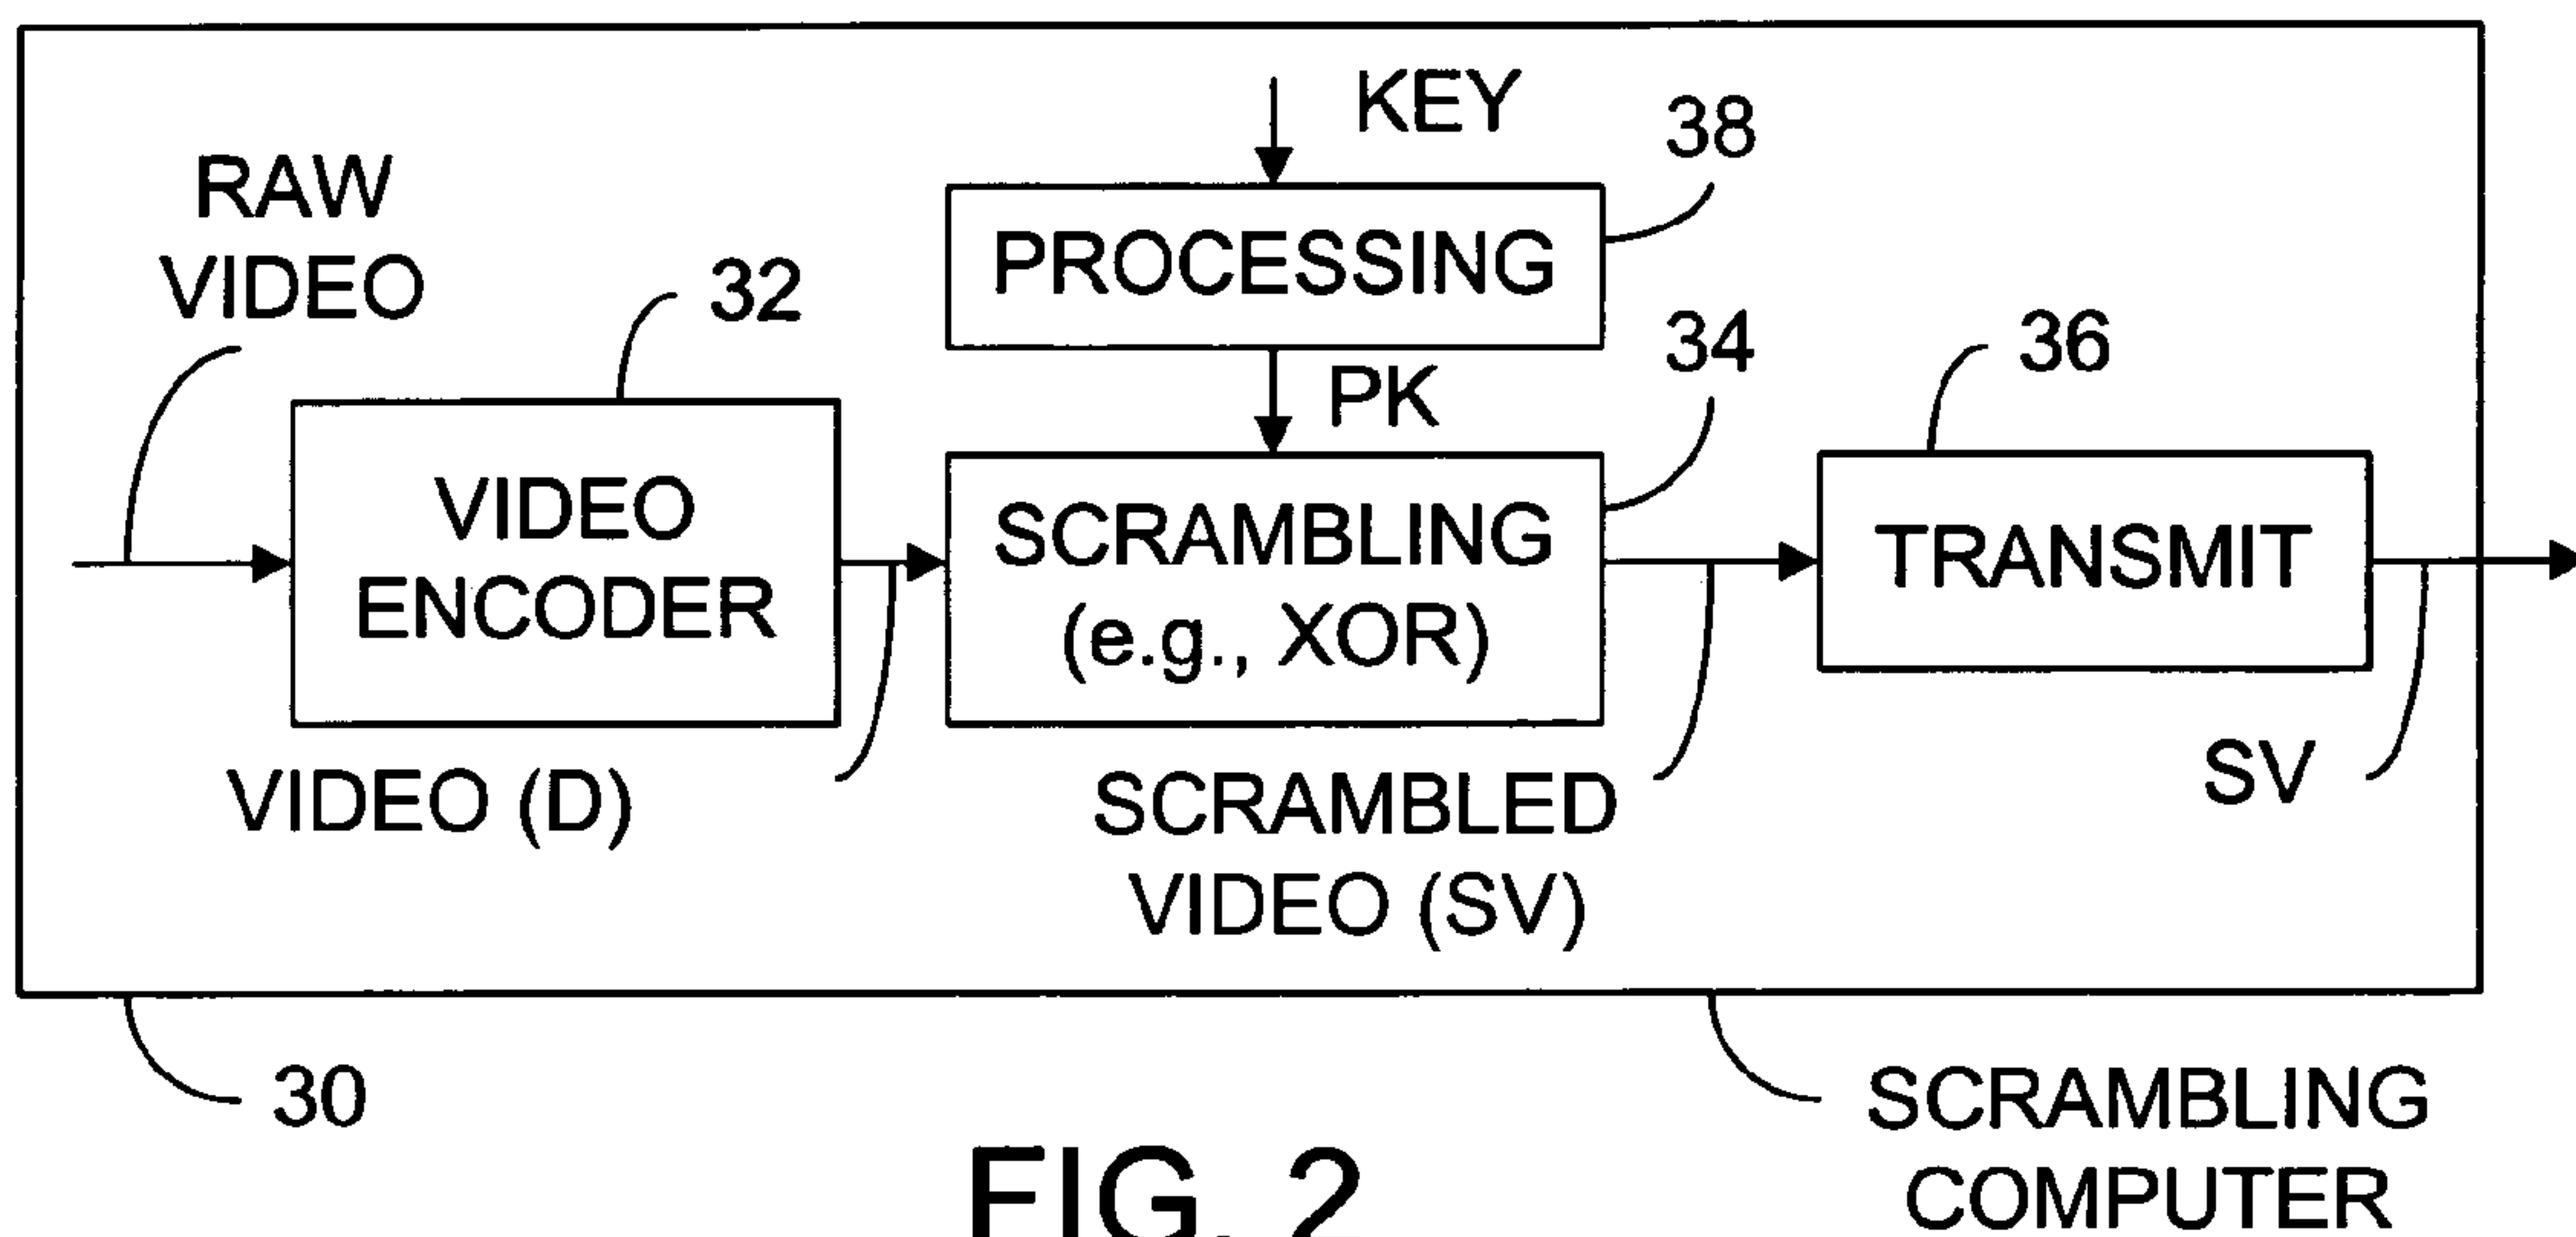 KEY
38
RAW
VIDEO
PROCESSING
32
34
36
PK
VIDEO
ENCODER
SCRAMBLING
(e.g., XOR)
TRANSMIT
VIDEO (D)
SCRAMBLED
VIDEO (SV)
SV
30
SCRAMBLING
COMPUTER
FIG. 2